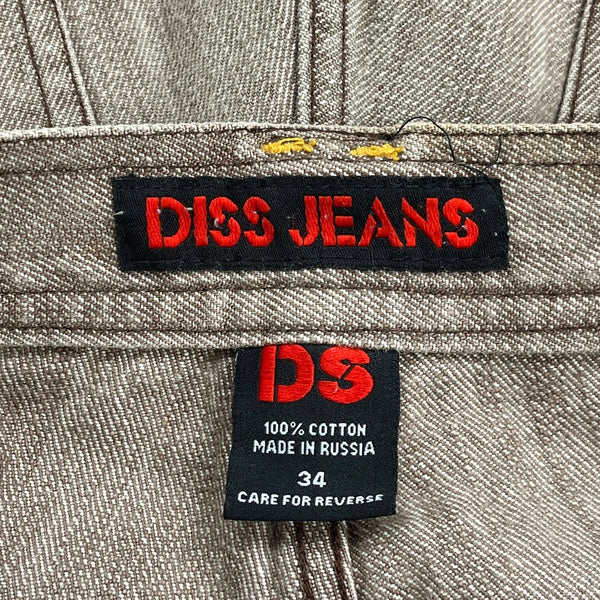 DISS JEANS
DS
100% COTTON
MADE IN RUSSIA
34
CARE FOR REVERSE